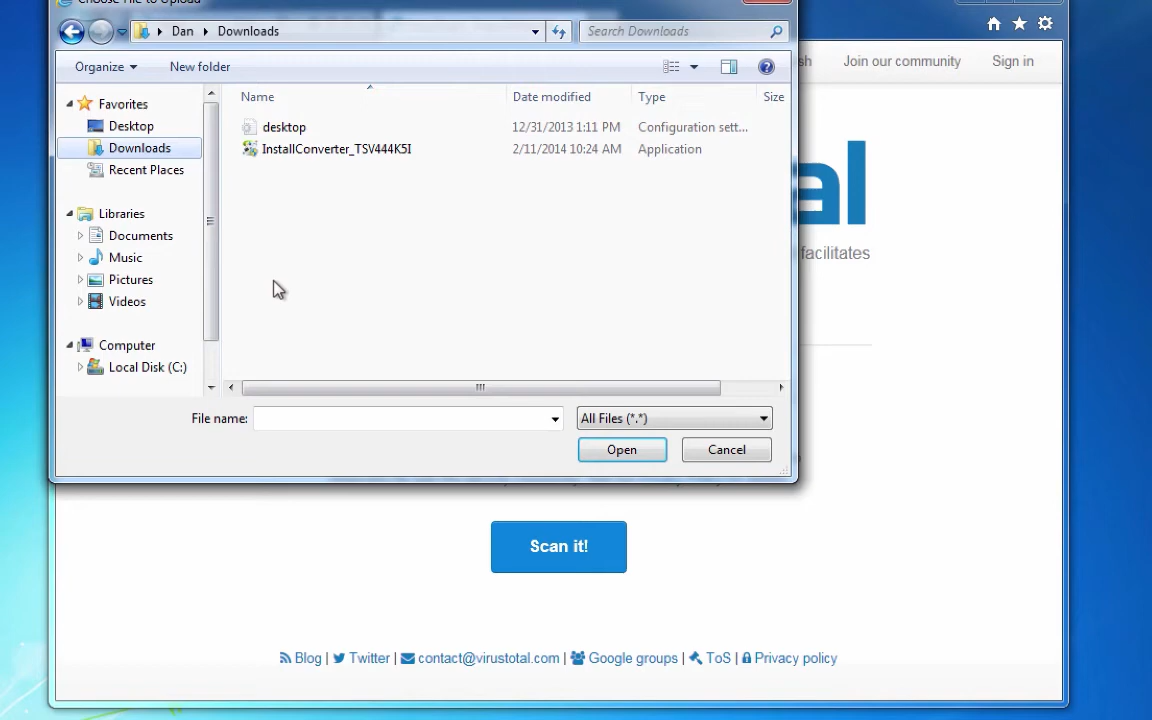 Choose File to Upload
Dan Downloads
Search Downloads
Organize
New folder
Join our community
Sign in
Name
Date modified
Type
Size
Favorites
Desktop
Downloads
Recent Places
Libraries
Documents
Music
Pictures
Videos
Computer
Local Disk (C:)
desktop
12/31/2013 1:11 PM
Configuration sett...
InstallConverter_TSV444K5I
2/11/2014 10:24 AM
Application
al
facilitates
File name:
All Files (*.*)
Open
Cancel
Scan it!
Blog | Twitter | contact@virustotal.com | Google groups | ToS | Privacy policy